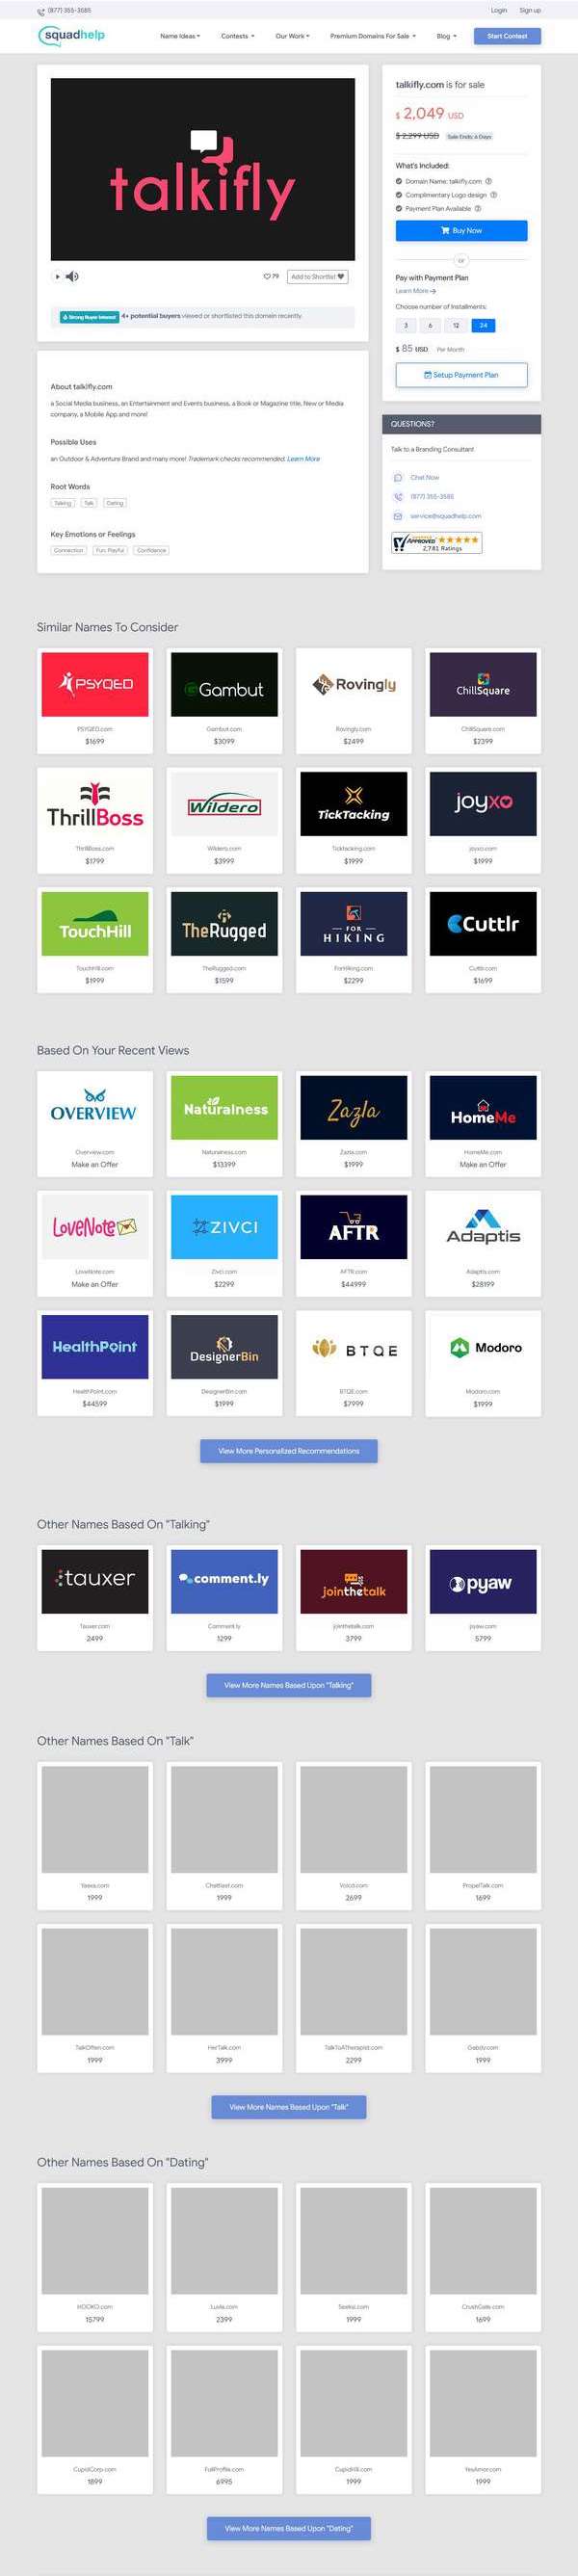 (877) 355-3585
Login Sign up
squadhelp
Name Ideas Contests Our Work Premium Domains For Sale Blog Start Contest
talkifly
79 Add to Shortlist
Strong Buyer Interest 4+ potential buyers viewed or shortlisted this domain recently.
talkifly.com is for sale
$ 2,049 USD
$ 2,299 USD Sale Ends: 6 Days
What's Included:
Domain Name: talkifly.com
Complimentary Logo design
Payment Plan Available
Buy Now
or
Pay with Payment Plan
Learn More
Choose number of Installments:
3 6 12 24
$ 85 USD Per Month
Setup Payment Plan
About talkifly.com
a Social Media business, an Entertainment and Events business, a Book or Magazine title, New or Media
company, a Mobile App and more!
Possible Uses
an Outdoor & Adventure Brand and many more! Trademark checks recommended. Learn More
Root Words
Talking Talk Dating
Key Emotions or Feelings
Connection Fun: Playful Confidence
QUESTIONS?
Talk to a Branding Consultant
Chat Now
(877) 355-3585
service@squadhelp.com
APPROVED
2,781 Ratings
Similar Names To Consider
PSYQEO Gambut Rovingly ChillSquare
PSYQEO.com Gambut.com Rovingly.com ChillSquare.com
$1699 $3099 $2499 $2399
ThrillBoss Wildero TickTacking joyxo
ThrillBoss.com Wildero.com Ticktacking.com joyxo.com
$1799 $3999 $1999 $1999
TouchHill TheRugged FOR HIKING Cuttlr
TouchHill.com TheRugged.com ForHiking.com Cuttlr.com
$1999 $1599 $2299 $1699
Based On Your Recent Views
OVERVIEW Naturalness Zazla HomeMe
Overview.com Naturalness.com Zazla.com HomeMe.com
Make an Offer $13399 $1999 Make an Offer
LoveNote ZIVCI AFTR Adaptis
LoveNote.com Zivci.com AFTR.com Adaptis.com
Make an Offer $2299 $44999 $28199
HealthPoint DesignerBin BTQE Modoro
HealthPoint.com DesignerBin.com BTQE.com Modoro.com
$44599 $1999 $7999 $1999
View More Personalized Recommendations
Other Names Based On "Talking"
tauxer comment.ly jointhetalk pyaw
Tauxer.com Comment.ly jointhetalk.com pyaw.com
2499 1299 3799 5799
View More Names Based Upon "Talking"
Other Names Based On "Talk"
Chatfeel.com PropelTalk.com
1999 1999 2699 1699
TalkOften.com HerTalk.com TalkToATherapist.com
1999 3999 2299 1999
View More Names Based Upon "Talk"
Other Names Based On "Dating"
HOOKD.com CrushGate.com
15799 2399 1999 1699
CupidCorp.com FullProfile.com CupidHill.com
1899 6995 1999 1999
View More Names Based Upon "Dating"